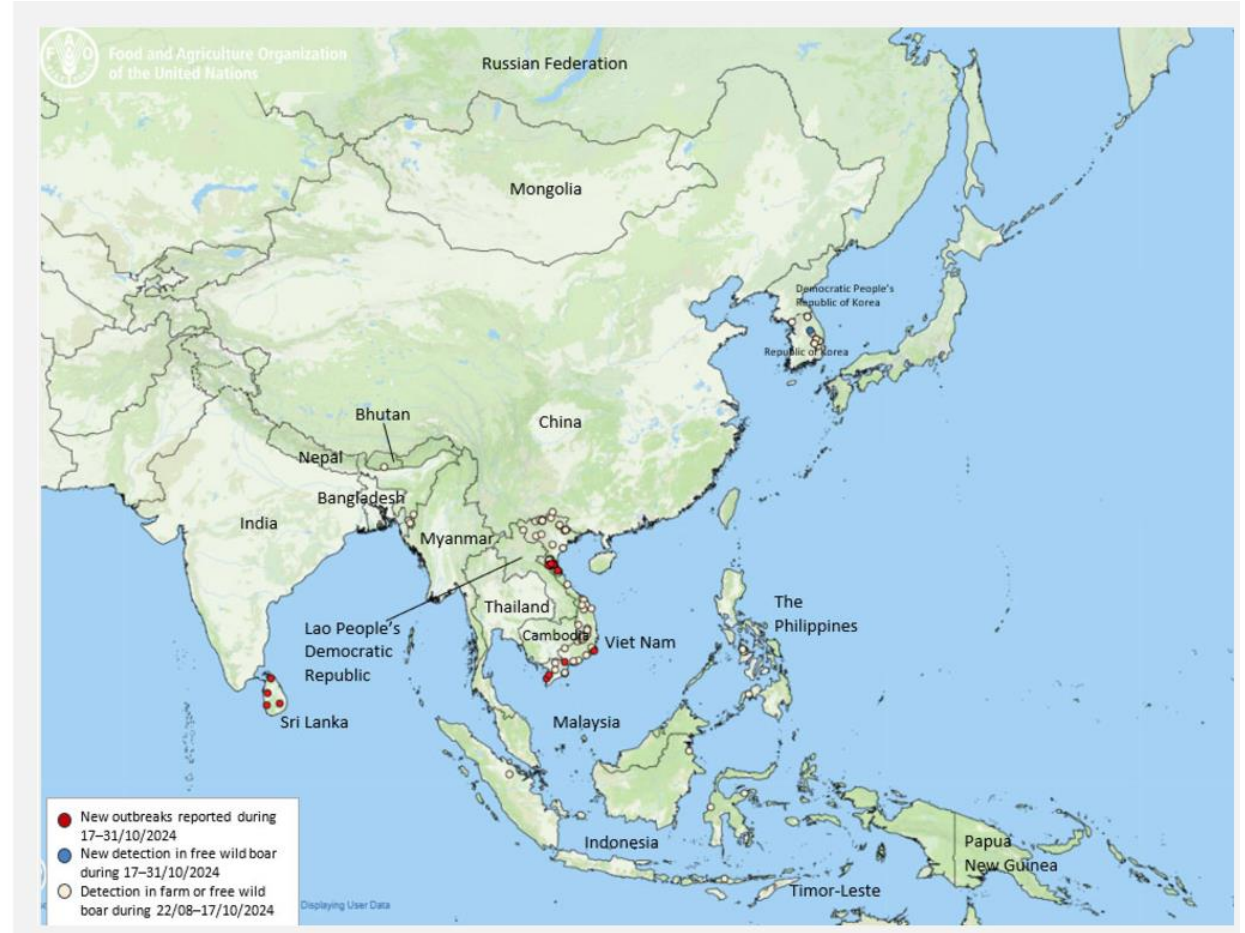 FAO
Food and Agriculture Organization
of the United Nations
Russian Federation
Mongolia
Democratic People's
Republic of Korea
Republic of Korea
Bhutan
China
Nepal
Bangladesh
India
Myanmar
Thailand
The
Philippines
Lao People's
Democratic
Republic
Cambodia
Viet Nam
Sri Lanka
Malaysia
Indonesia
Papua
New Guinea
Timor-Leste
New outbreaks reported during
17–31/10/2024
New detection in free wild boar
during 17–31/10/2024
Detection in farm or free wild
boar during 22/08–17/10/2024
Displaying User Data